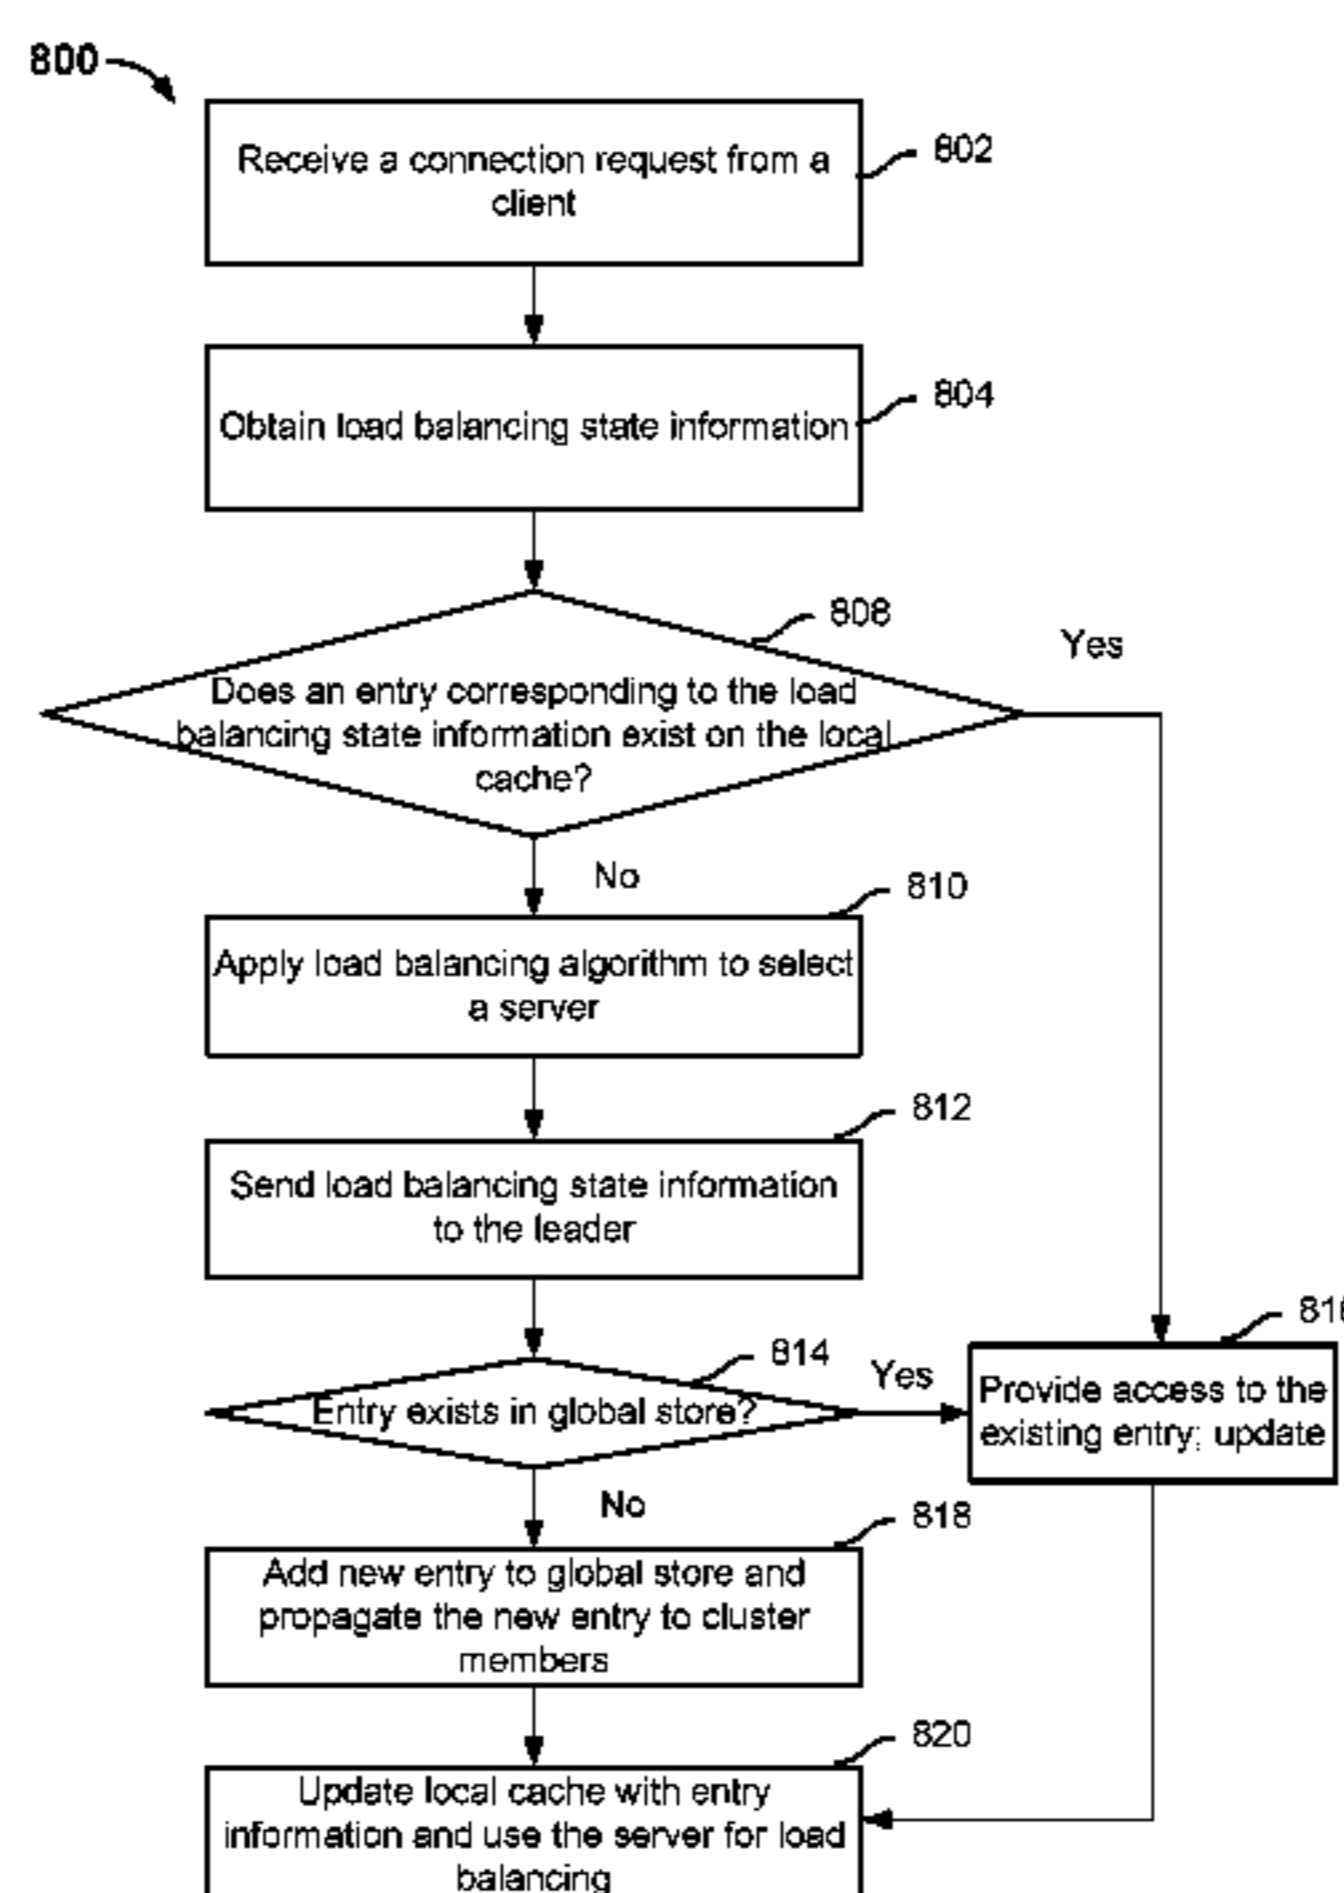 800
Receive a connection request from a
client
802
Obtain load balancing state information
804
808
Yes
Does an entry corresponding to the load
balancing state information exist on the local
cache?
No
810
Apply load balancing algorithm to select
a server
812
Send load balancing state information
to the leader
814
Yes
Entry exists in global store?
Provide access to the
existing entry; update
No
818
Add new entry to global store and
propagate the new entry to cluster
members
820
Update local cache with entry
information and use the server for load
balancing